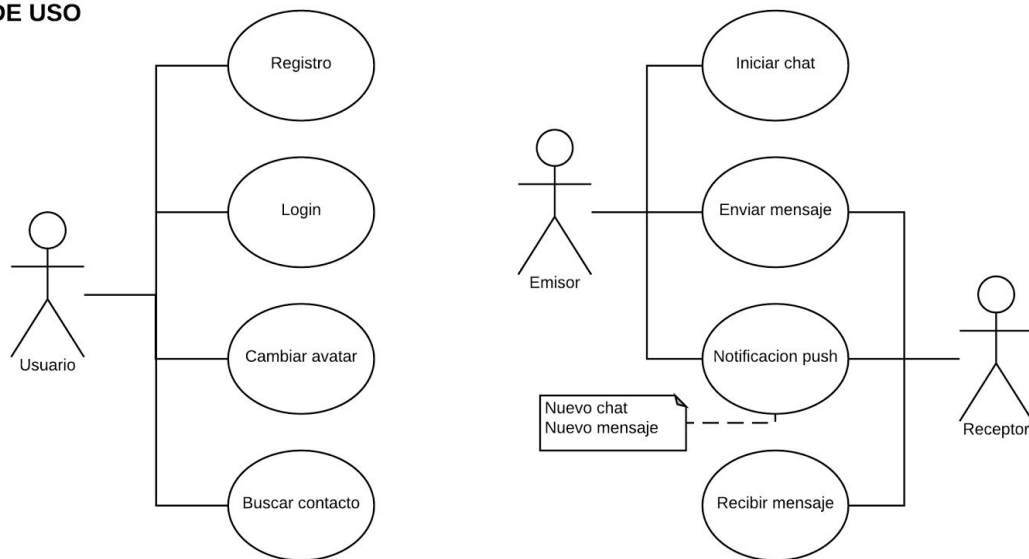 DE USO
Registro
Login
Cambiar avatar
Buscar contacto
Usuario
Iniciar chat
Enviar mensaje
Notificacion push
Recibir mensaje
Emisor
Nuevo chat
Nuevo mensaje
Receptor